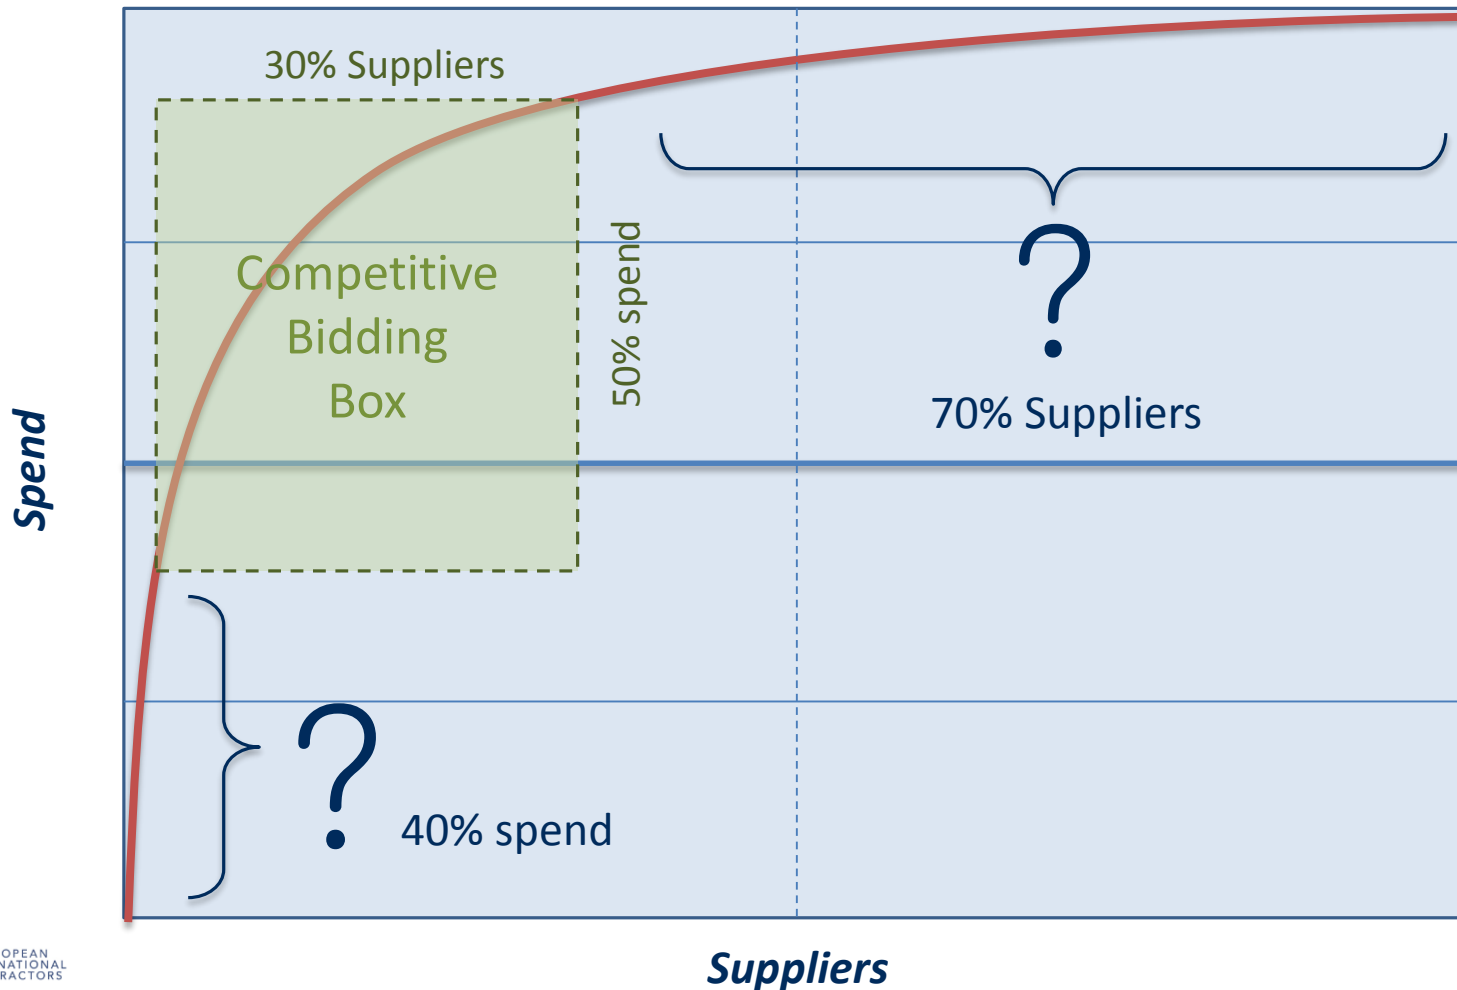 30% Suppliers
Competitive
Bidding
Box
50% spend
?
70% Suppliers
Spend
?
40% spend
Suppliers